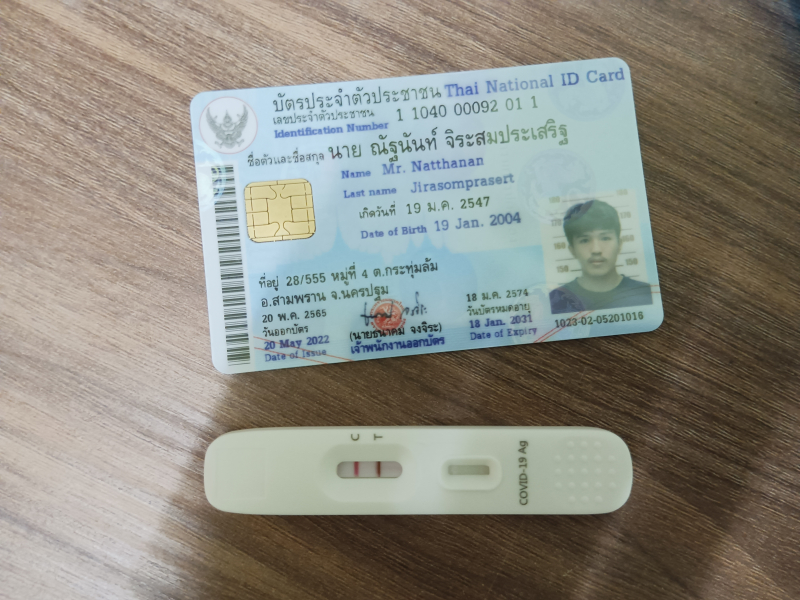 บัตรประจำตัวประชาชน Thai National ID Card
เลขประจำตัวประชาชน 1 1040 00092 01 1
Identification Number
ชื่อตัวและชื่อสกุล นาย ณัฐนันท์ จิระสมประเสริฐ
Name Mr. Natthanan
Last name Jirasomprasert
เกิดวันที่ 19 ม.ค. 2547
Date of Birth 19 Jan. 2004
ที่อยู่ 28/555 หมู่ที่ 4 ต.กระทุ่มล้ม
อ.สามพราน จ.นครปฐม
20 พ.ค. 2565
วันออกบัตร
20 May 2022
Date of Issue
(นายธนาคม จงจิระ)
เจ้าพนักงานออกบัตร
18 ม.ค. 2574
วันบัตรหมดอายุ
18 Jan. 2031
Date of Expiry
1023-02-05201016
C
T
COVID-19 Ag